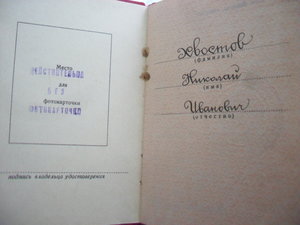 Место
ДЕЙСТВИТЕЛЬНО
для
БЕЗ
фотокарточки
ФОТОКАРТОЧКИ
подпись владельца удостоверения
Хвостов
(фамилия)
Николай
(имя)
Иванович
(отчество)